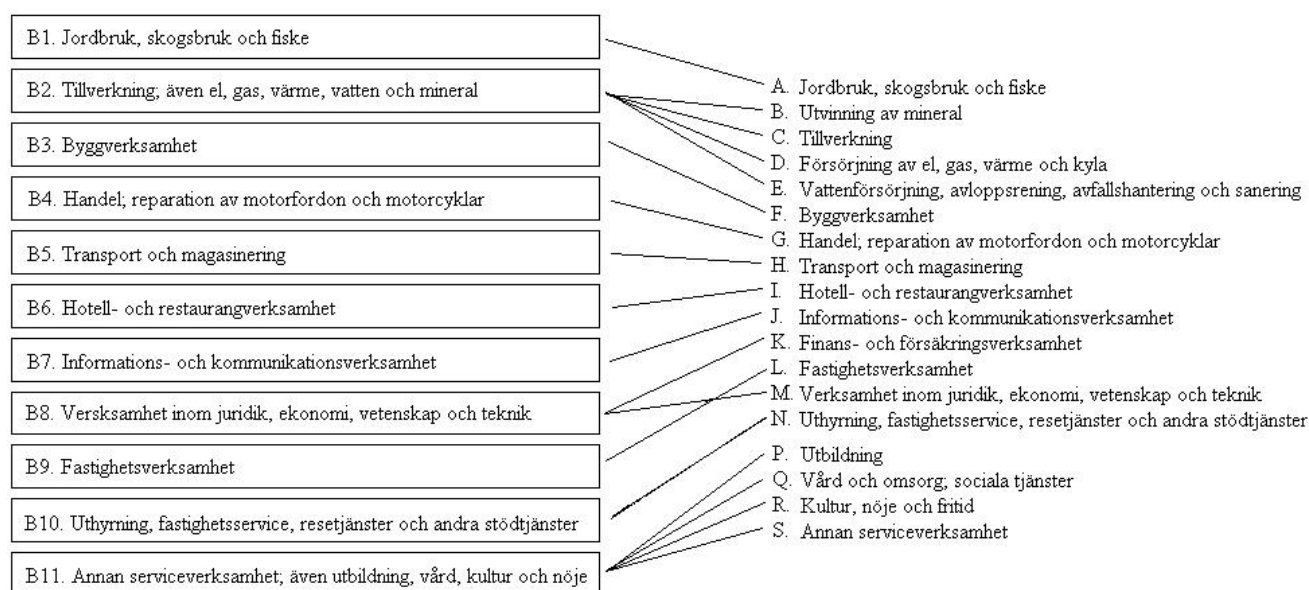 B1. Jordbruk, skogsbruk och fiske
B2. Tillverkning; även el, gas, värme, vatten och mineral
B3. Byggverksamhet
B4. Handel; reparation av motorfordon och motorcyklar
B5. Transport och magasinering
B6. Hotell- och restaurangverksamhet
B7. Informations- och kommunikationsverksamhet
B8. Versksamhet inom juridik, ekonomi, vetenskap och teknik
B9. Fastighetsverksamhet
B10. Uthyrning, fastighetsservice, resetjänster och andra stödtjänster
B11. Annan serviceverksamhet; även utbildning, vård, kultur och nöje
A. Jordbruk, skogsbruk och fiske
B. Utvinning av mineral
C. Tillverkning
D. Försörjning av el, gas, värme och kyla
E. Vattenförsörjning, avloppsrening, avfallshantering och sanering
F. Byggverksamhet
G. Handel; reparation av motorfordon och motorcyklar
H. Transport och magasinering
I. Hotell- och restaurangverksamhet
J. Informations- och kommunikationsverksamhet
K. Finans- och försäkringsverksamhet
L. Fastighetsverksamhet
M. Verksamhet inom juridik, ekonomi, vetenskap och teknik
N. Uthyrning, fastighetsservice, resetjänster och andra stödtjänster
P. Utbildning
Q. Vård och omsorg; sociala tjänster
R. Kultur, nöje och fritid
S. Annan serviceverksamhet